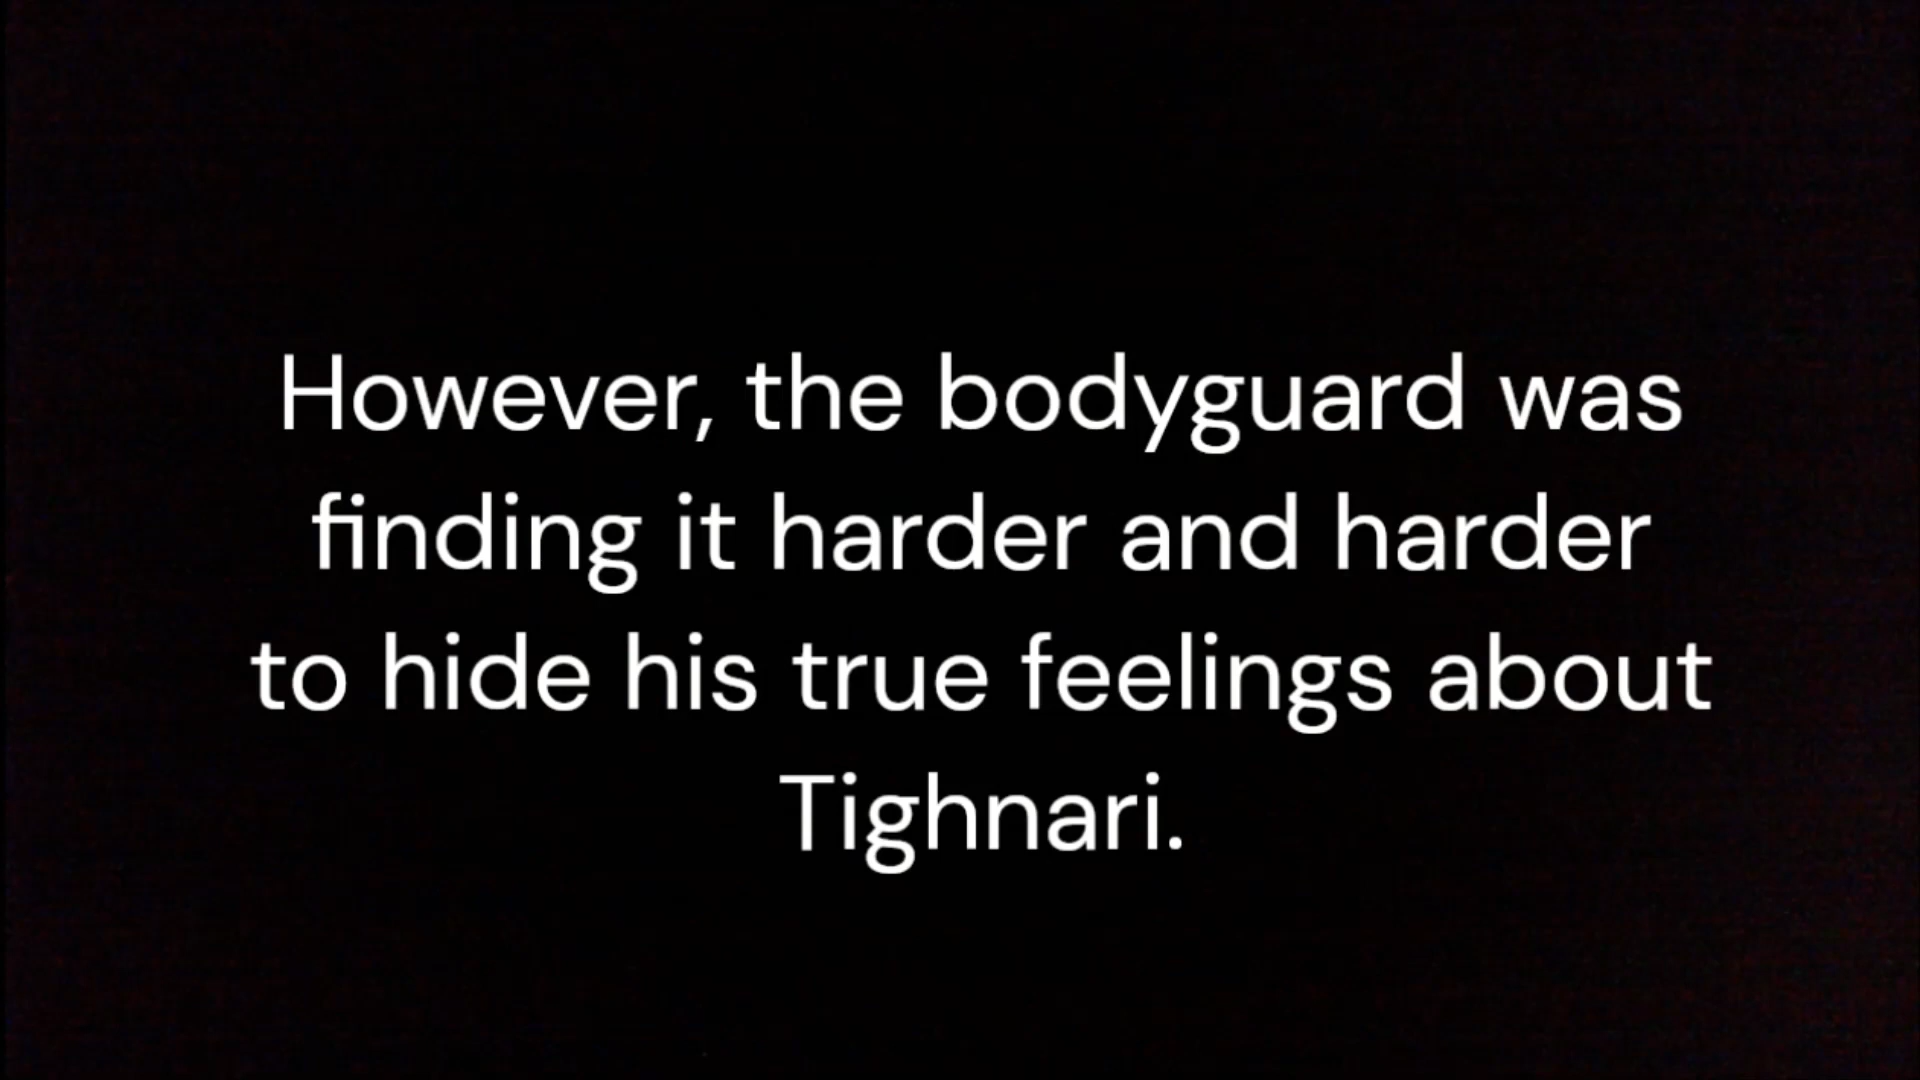 However, the bodyguard was
finding it harder and harder
to hide his true feelings about
Tighnari.